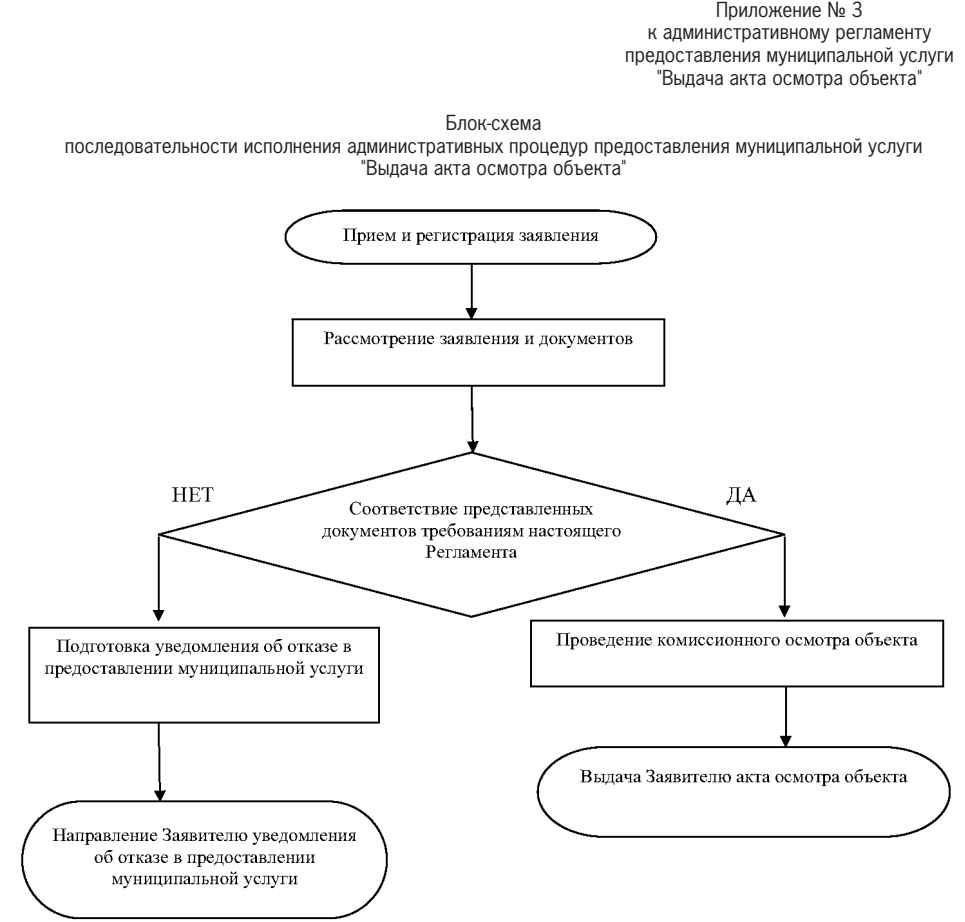 Приложение № 3
к административному регламенту
предоставления муниципальной услуги
"Выдача акта осмотра объекта"
Блок-схема
последовательности исполнения административных процедур предоставления муниципальной услуги
"Выдача акта осмотра объекта"
Прием и регистрация заявления
Рассмотрение заявления и документов
НЕТ
ДА
Соответствие представленных
документов требованиям настоящего
Регламента
Подготовка уведомления об отказе в
предоставлении муниципальной услуги
Проведение комиссионного осмотра объекта
Выдача Заявителю акта осмотра объекта
Направление Заявителю уведомления
об отказе в предоставлении
муниципальной услуги